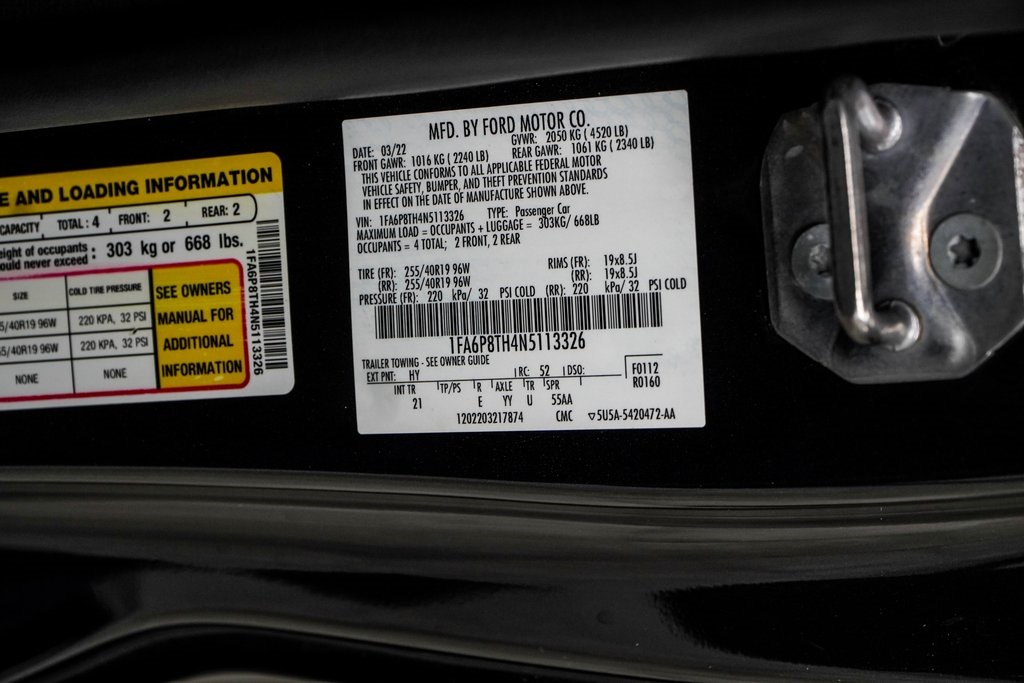 E AND LOADING INFORMATION
CAPACITY TOTAL : 4 FRONT: 2 REAR: 2
eight of occupants
ould never exceed : 303 kg or 668 lbs.
SIZE COLD TIRE PRESSURE
5/40R19 96W 220 KPA, 32 PSI
5/40R19 96W 220 KPA, 32 PSI
NONE NONE
SEE OWNERS
MANUAL FOR
ADDITIONAL
INFORMATION
1FA6P8TH4N5113326
MFD. BY FORD MOTOR CO.
DATE: 03/22 GVWR: 2050 KG ( 4520 LB)
FRONT GAWR: 1016 KG ( 2240 LB) REAR GAWR: 1061 KG ( 2340 LB)
THIS VEHICLE CONFORMS TO ALL APPLICABLE FEDERAL MOTOR
VEHICLE SAFETY, BUMPER, AND THEFT PREVENTION STANDARDS
IN EFFECT ON THE DATE OF MANUFACTURE SHOWN ABOVE.
VIN: 1FA6P8TH4N5113326 TYPE: Passenger Car
MAXIMUM LOAD = OCCUPANTS + LUGGAGE = 303KG/ 668LB
OCCUPANTS = 4 TOTAL; 2 FRONT, 2 REAR
TIRE (FR): 255/40R19 96W RIMS (FR): 19x8.5J
(RR): 255/40R19 96W (RR): 19x8.5J
PRESSURE (FR): 220 kPa/ 32 PSI COLD (RR): 220 kPa/ 32 PSI COLD
1FA6P8TH4N5113326
TRAILER TOWING - SEE OWNER GUIDE
EXT PNT: HY RC: 52 DSO: F0112
R0160
INT TR TP/PS R AXLE TR SPR
21 E YY U 55AA
1202203217874 CMC ▽5U5A-5420472-AA